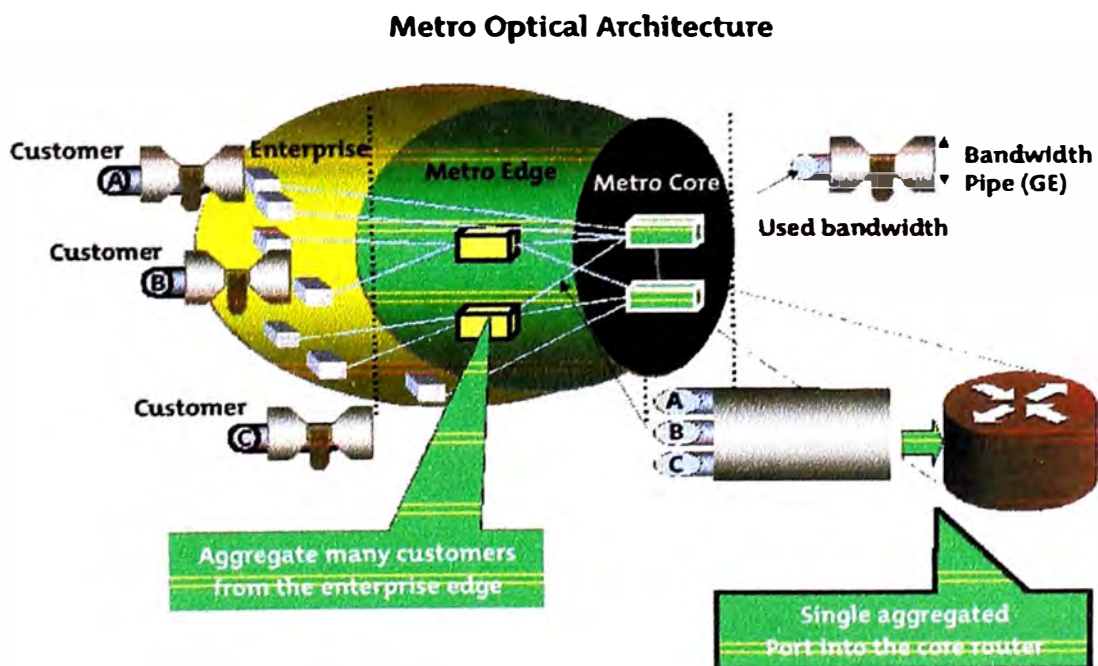 Metro Optical Architecture
Customer
A
Enterprise
Metro Edge
Metro Core
Bandwidth
Pipe (GE)
Used bandwidth
Customer
B
Customer
C
A
B
C
Aggregate many customers
from the enterprise edge
Single aggregated
Port into the core router